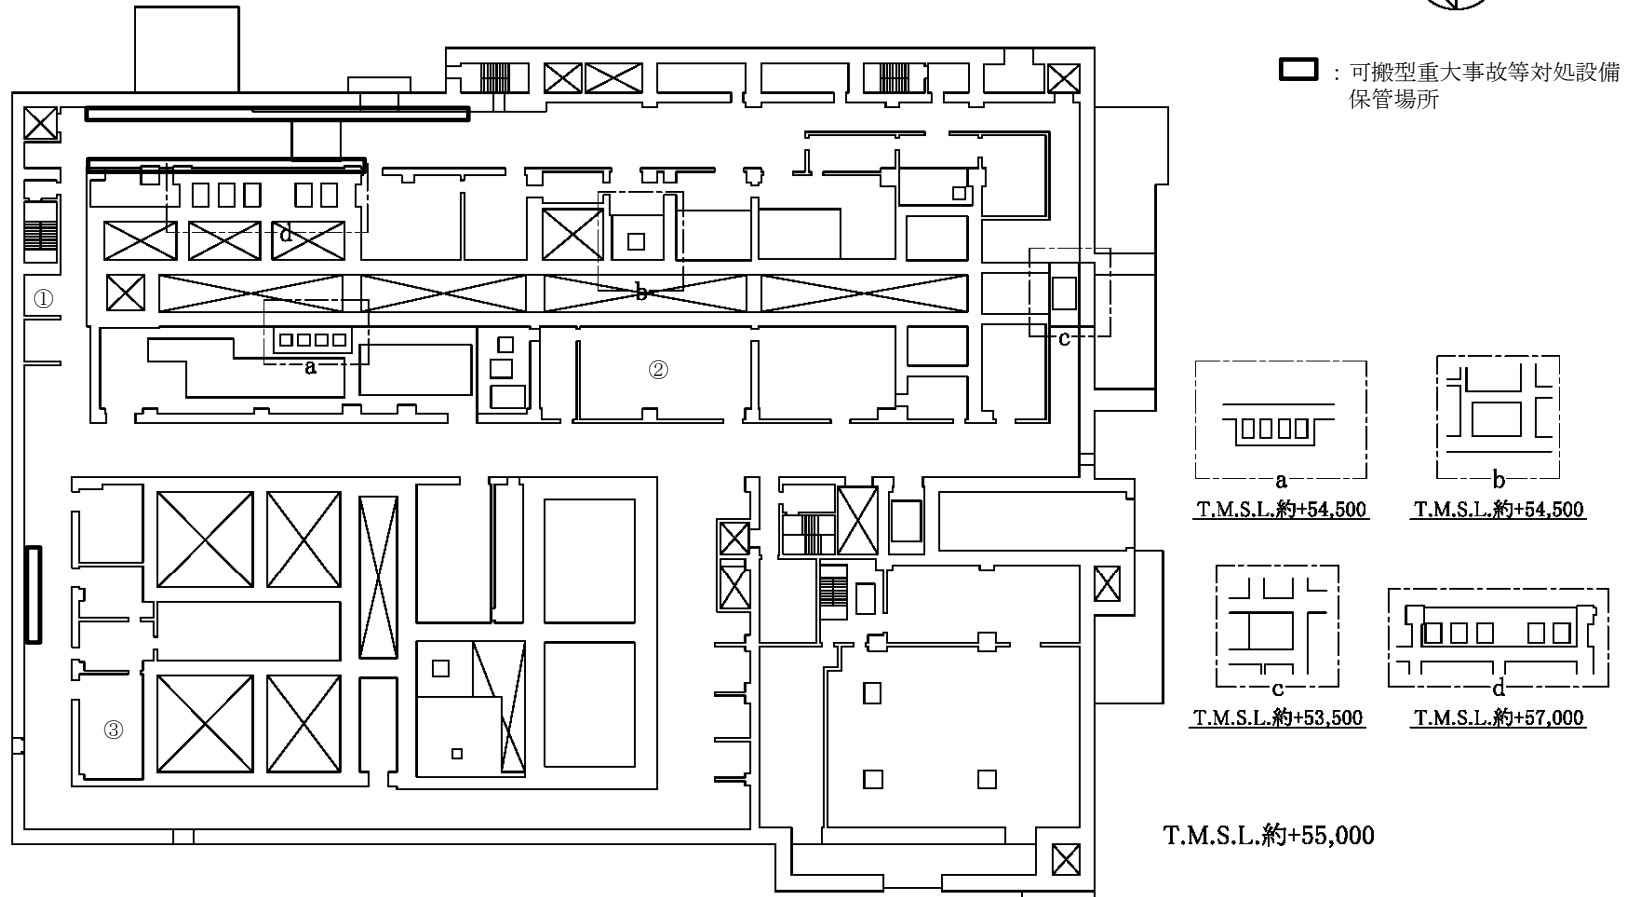 ：可搬型重大事故等対処設備
保管場所
d
①
b
c
a
②
a
T.M.S.L.約+54,500
b
T.M.S.L.約+54,500
c
T.M.S.L.約+53,500
d
T.M.S.L.約+57,000
③
T.M.S.L.約+55,000